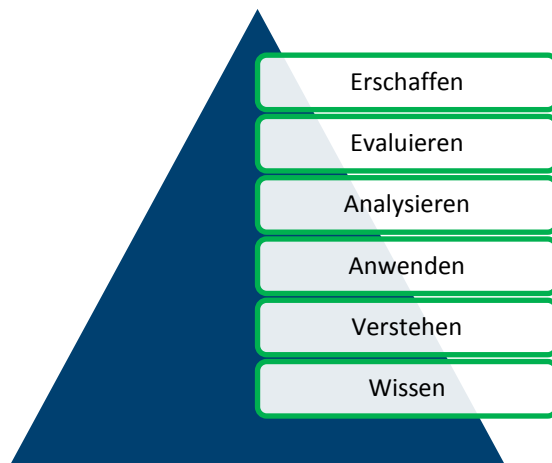 Erschaffen
Evaluieren
Analysieren
Anwenden
Verstehen
Wissen